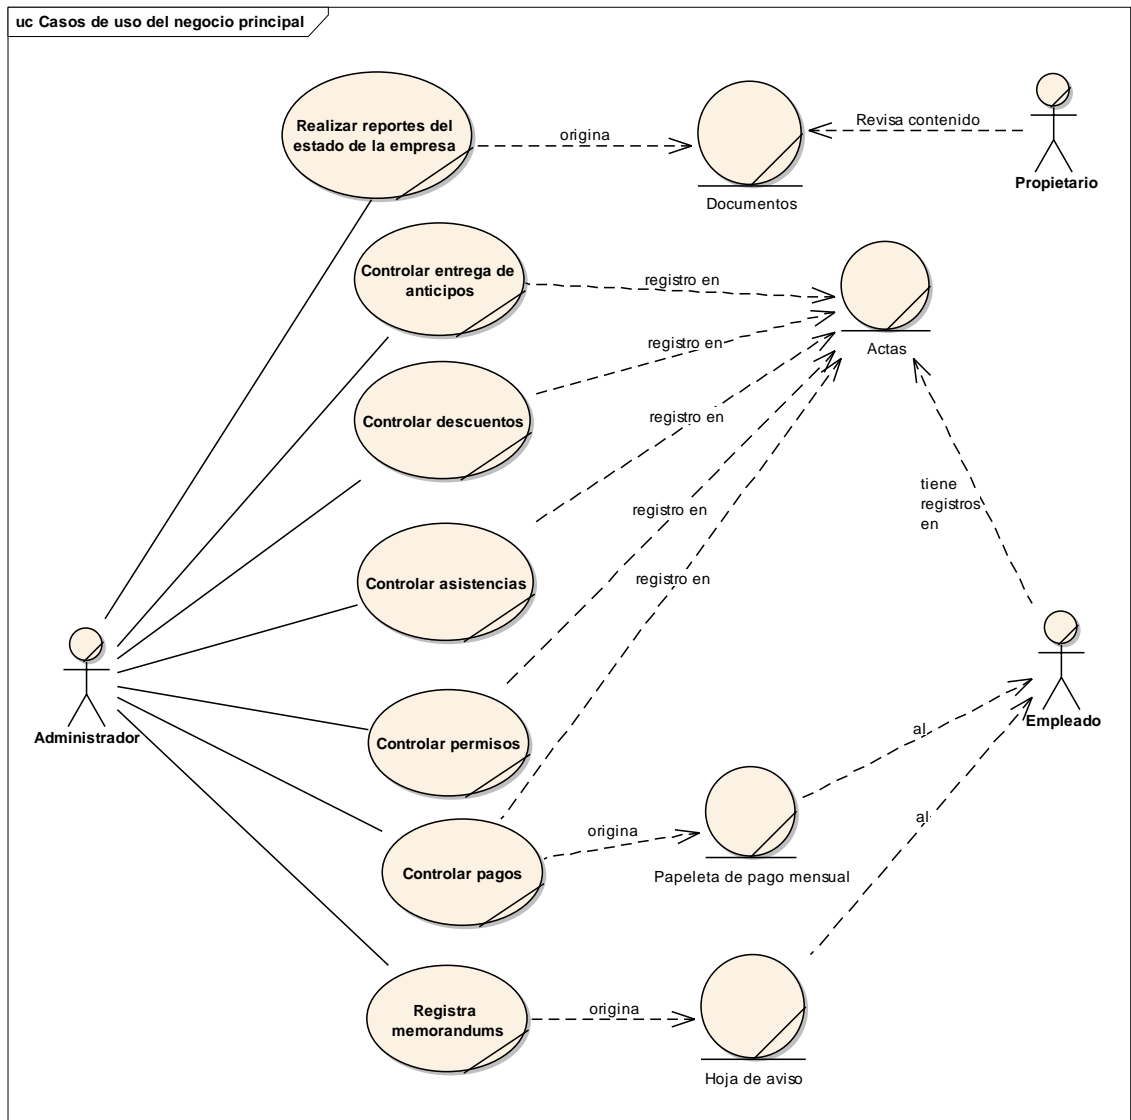 uc Casos de uso del negocio principal
Realizar reportes del
estado de la empresa
origina
Documentos
Revisa contenido
Propietario
Controlar entrega de
anticipos
registro en
Actas
Controlar descuentos
registro en
registro en
tiene
registros
en
Controlar asistencias
registro en
registro en
Administrador
Empleado
Controlar permisos
al
Controlar pagos
origina
Papeleta de pago mensual
al
Registra
memorandums
origina
Hoja de aviso